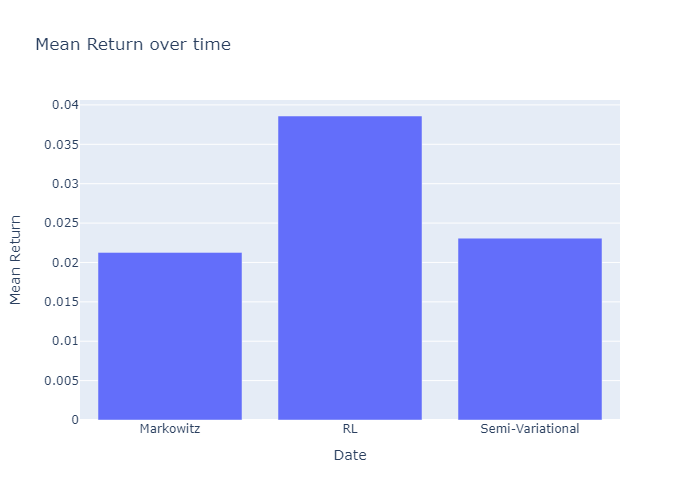 Mean Return over time
Mean Return
0.04
0.035
0.03
0.025
0.02
0.015
0.01
0.005
0
Markowitz
RL
Semi-Variational
Date